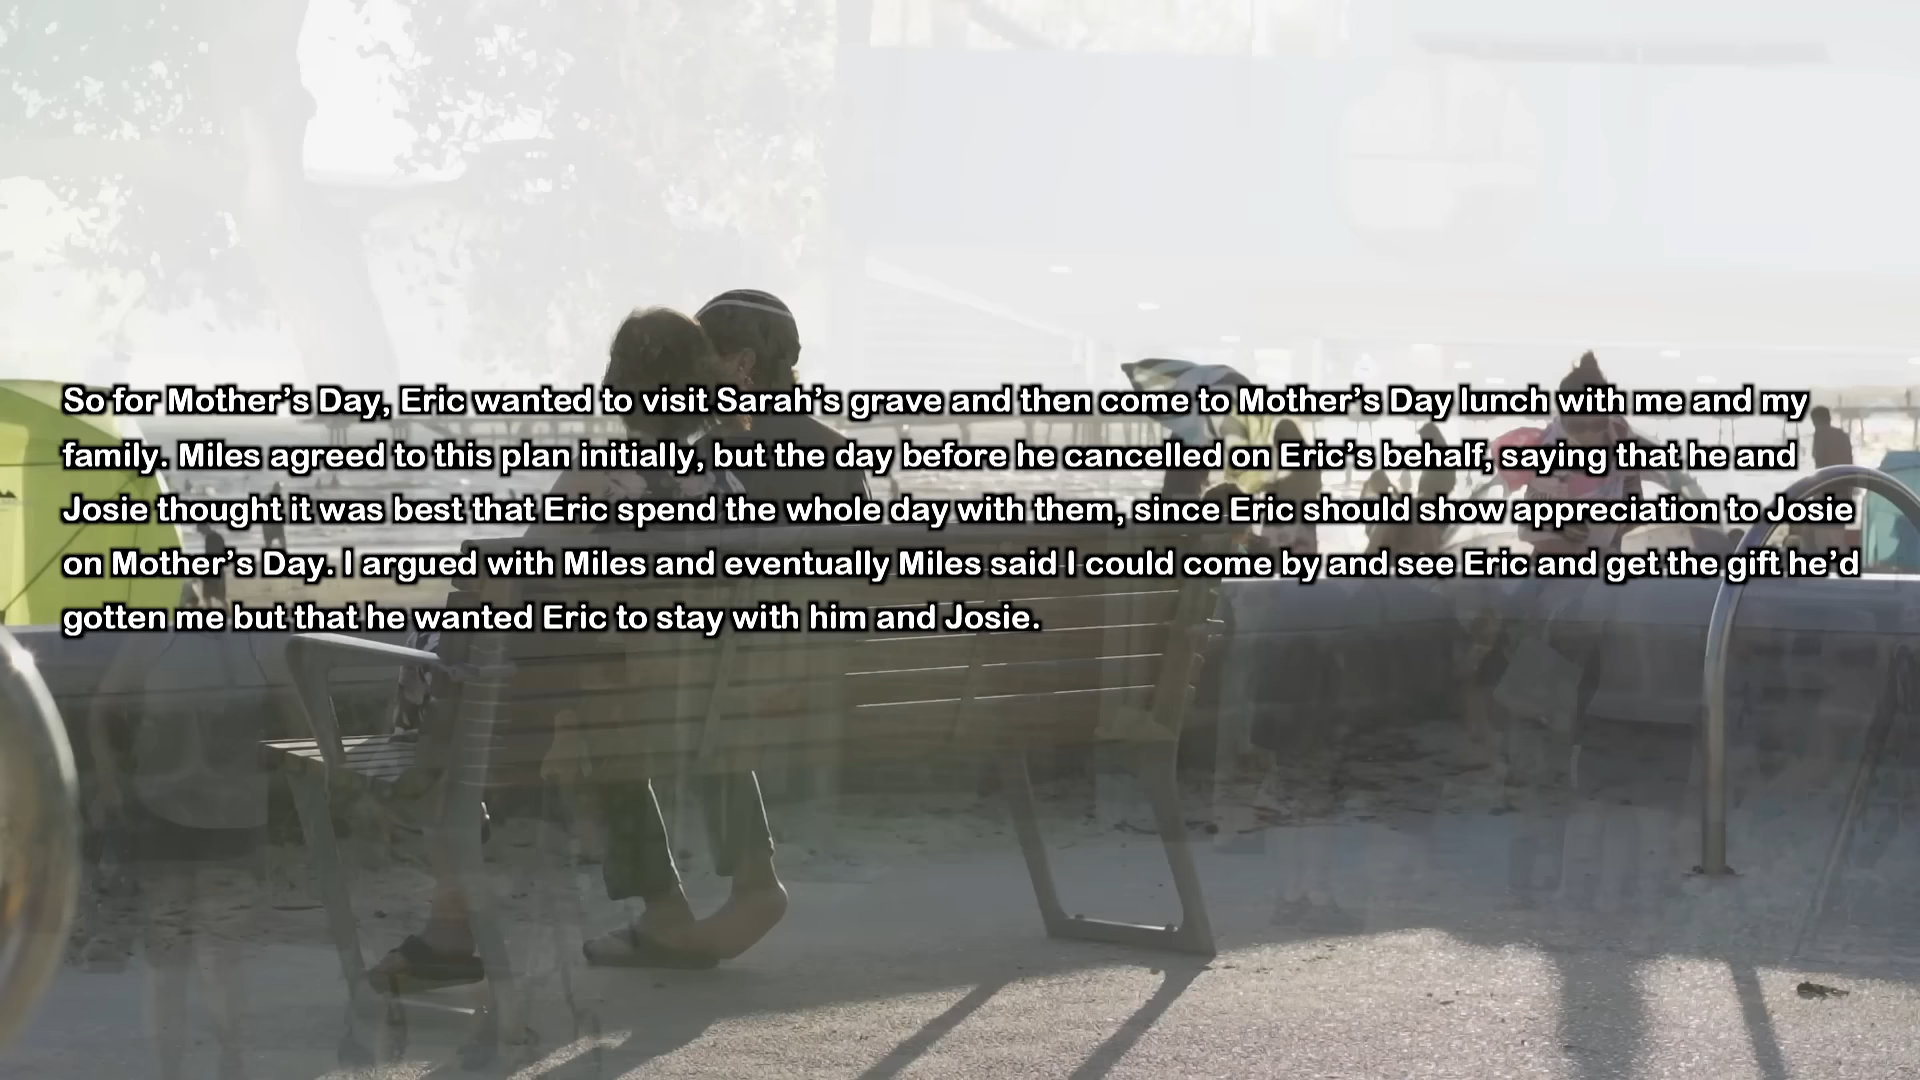 So for Mother’s Day, Eric wanted to visit Sarah’s grave and then come to Mother’s Day lunch with me and my
family. Miles agreed to this plan initially, but the day before he cancelled on Eric’s behalf, saying that he and
Josie thought it was best that Eric spend the whole day with them, since Eric should show appreciation to Josie
on Mother’s Day. I argued with Miles and eventually Miles said I could come by and see Eric and get the gift he’d
gotten me but that he wanted Eric to stay with him and Josie.